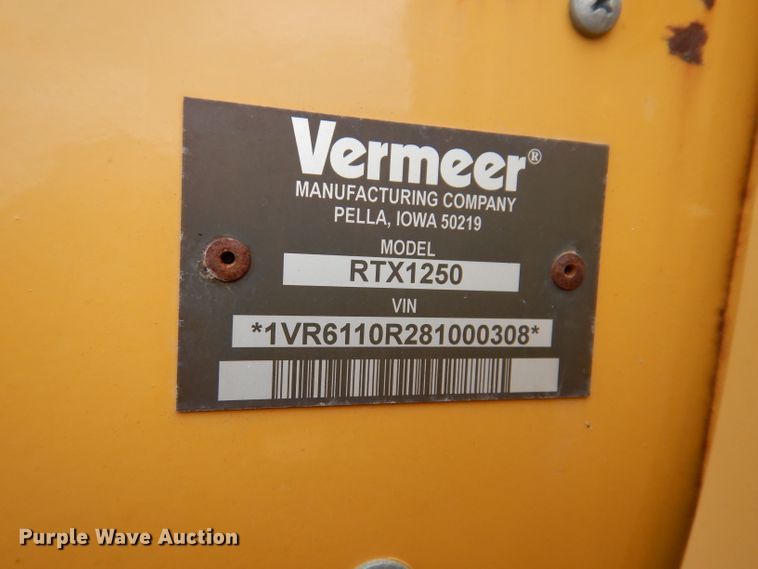 Vermeer®
MANUFACTURING COMPANY
PELLA, IOWA 50219
MODEL
RTX1250
VIN
*1VR6110R281000308*
Purple Wave Auction